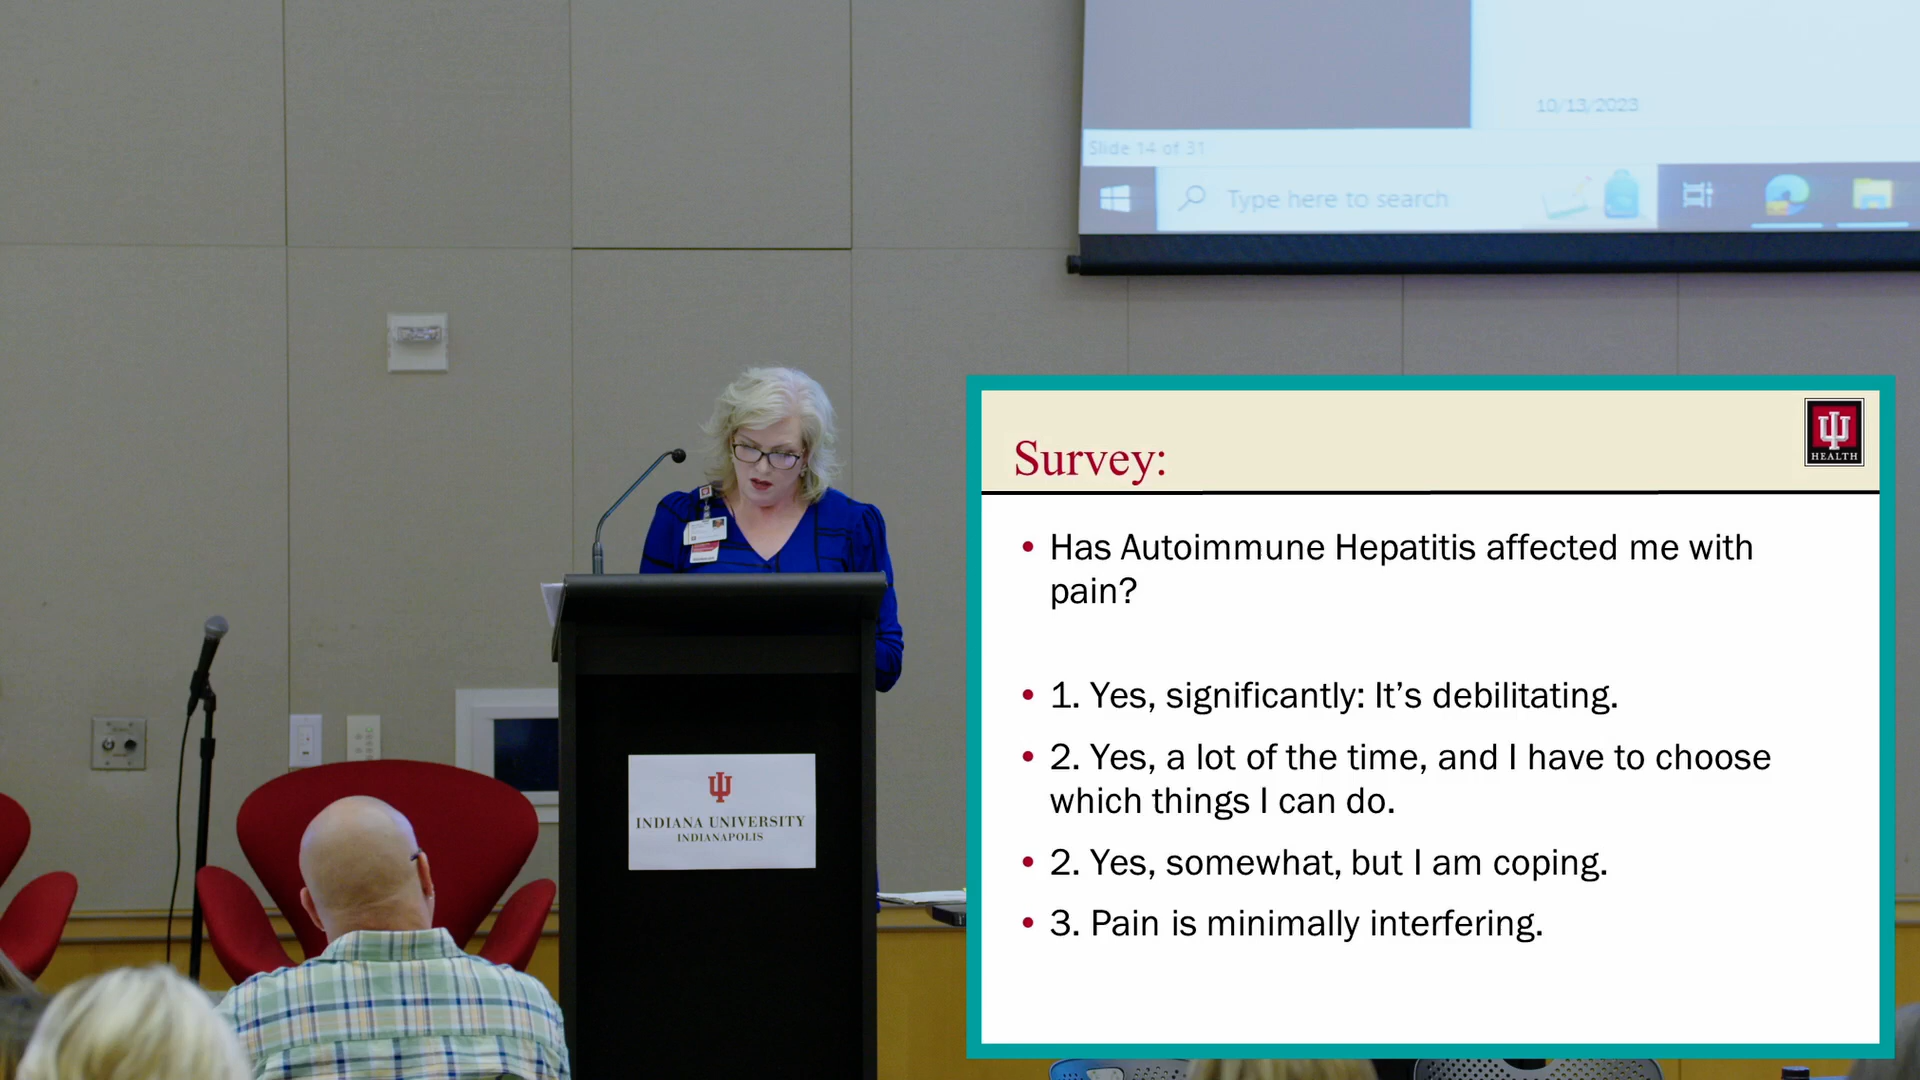 10/13/2023
Slide 14 of 31
Type here to search
HEALTH
Survey:
• Has Autoimmune Hepatitis affected me with
pain?
• 1. Yes, significantly: It’s debilitating.
• 2. Yes, a lot of the time, and I have to choose
which things I can do.
• 2. Yes, somewhat, but I am coping.
• 3. Pain is minimally interfering.
INDIANA UNIVERSITY
INDIANAPOLIS